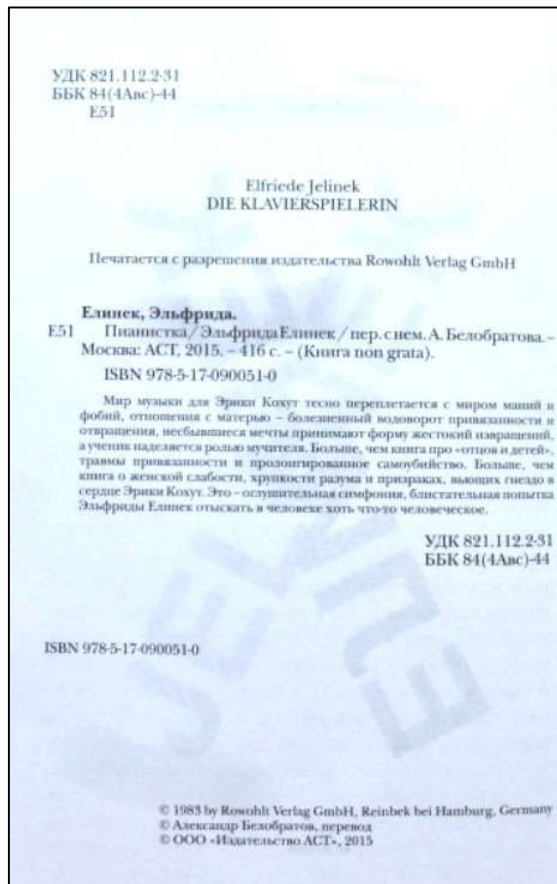 УДК 821.112.2-31
ББК 84(4Авс)-44
Е51
Elfriede Jelinek
DIE KLAVIERSPIELERIN
Печатается с разрешения издательства Rowohlt Verlag GmbH
Елинек, Эльфрида.
Е51 Пианистка/Эльфрида Елинек/пер. с нем. А. Белобратова. –
Москва: АСТ, 2015. – 416 с. – (Книга non grata).
ISBN 978-5-17-090051-0
Мир музыки для Эрики Кохут тесно переплетается с миром маний и
фобий, отношения с матерью – болезненный водоворот привязанности и
отвращения, несбывшиеся мечты принимают форму жестокий извращений,
а ученик наделяется ролью мучителя. Больше, чем книга про «отцов и детей»,
травмы привязанности и пролонгированное самоубийство. Больше, чем
книга о женской слабости, хрупкости разума и призраках, вьющих гнездо в
сердце Эрики Кохут. Это – оглушительная симфония, блистательная попытка
Эльфриды Елинек отыскать в человеке хоть что-то человеческое.
УДК 821.112.2-31
ББК 84(4Авс)-44
ISBN 978-5-17-090051-0
© 1983 by Rowohlt Verlag GmbH, Reinbek bei Hamburg, Germany
© Александр Белобратов, перевод
© ООО «Издательство АСТ», 2015